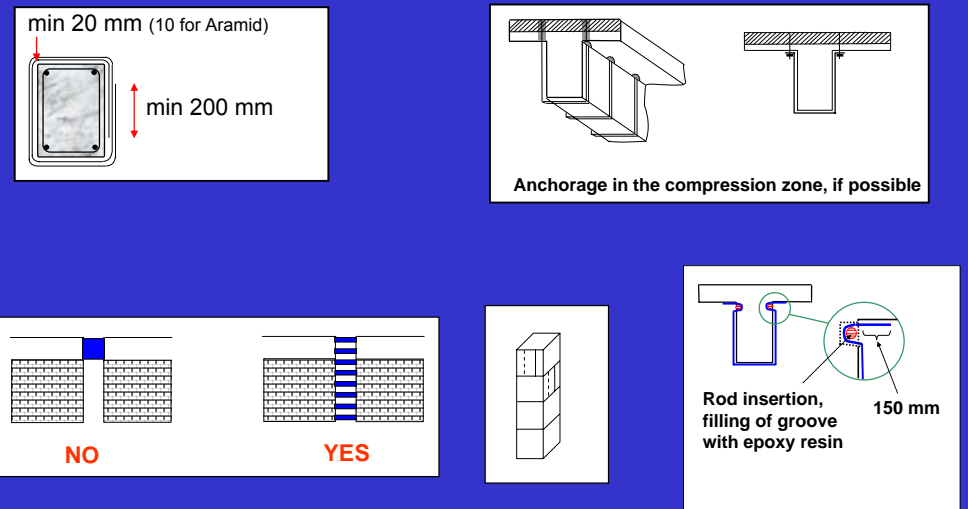 min 20 mm (10 for Aramid)
min 200 mm
Anchorage in the compression zone, if possible
NO
YES
Rod insertion,
filling of groove
with epoxy resin
150 mm